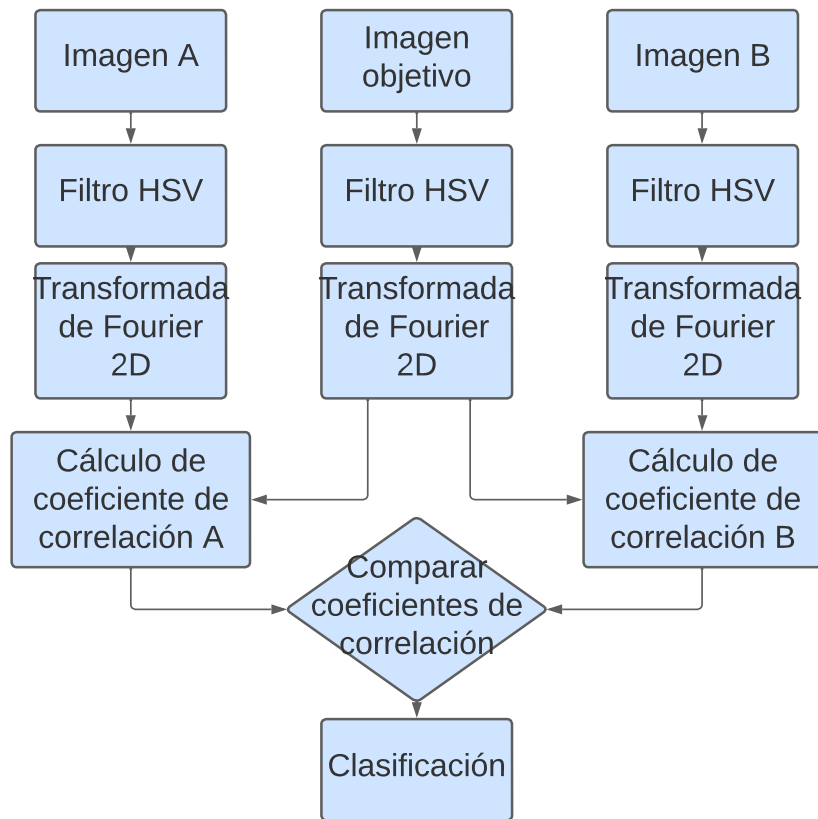 Imagen A
Imagen
objetivo
Imagen B
Filtro HSV
Filtro HSV
Filtro HSV
Transformada
de Fourier
2D
Transformada
de Fourier
2D
Transformada
de Fourier
2D
Cálculo de
coeficiente de
correlación A
Cálculo de
coeficiente de
correlación B
Comparar
coeficientes de
correlación
Clasificación